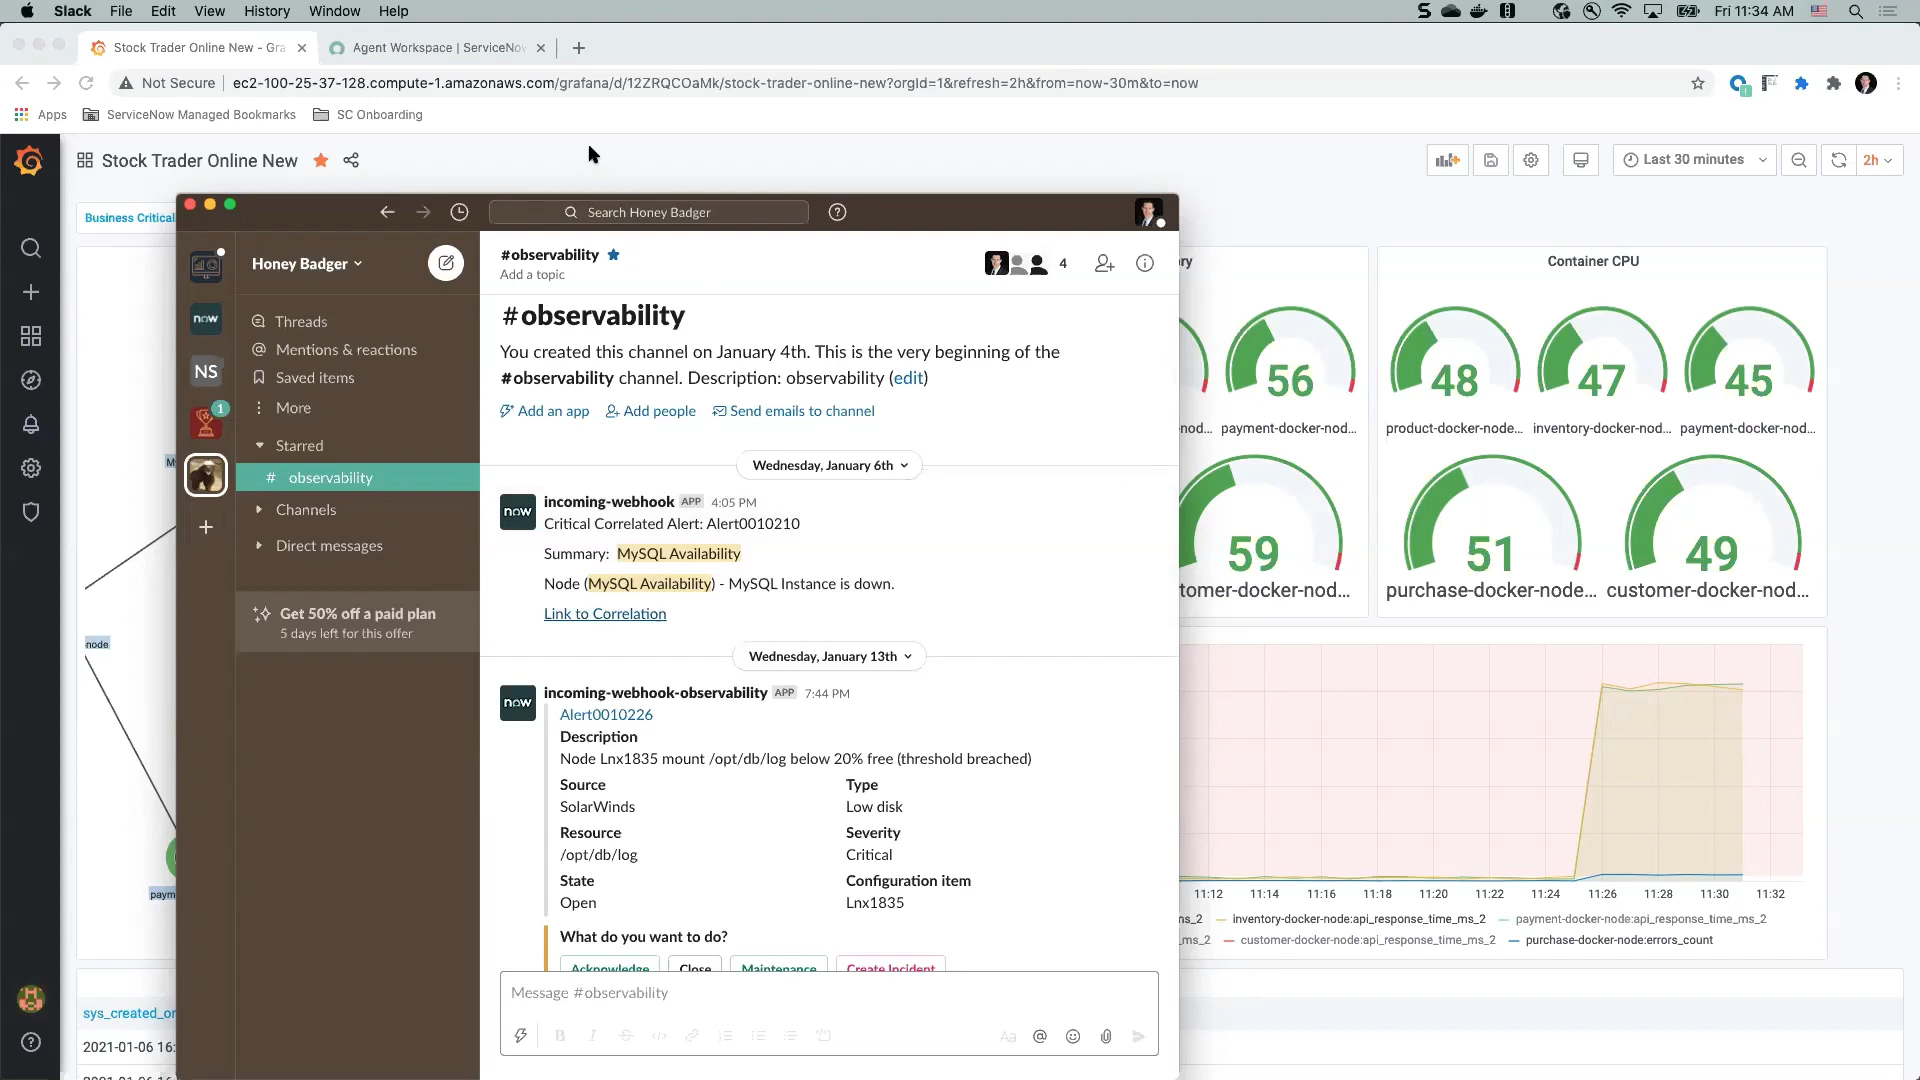 Slack File Edit View History Window Help
Fri 11:34 AM
Stock Trader Online New - Gra
Agent Workspace | ServiceNo
Not Secure
ec2-100-25-37-128.compute-1.amazonaws.com/grafana/d/12ZRQCOaMk/stock-trader-online-new?orgId=1&refresh=2h&from=now-30m&to=now
Apps
ServiceNow Managed Bookmarks
SC Onboarding
Stock Trader Online New
Last 30 minutes
2h
Business Critical
Search Honey Badger
Honey Badger
now
NS
1
Threads
Mentions & reactions
Saved items
More
Starred
# observability
Channels
Direct messages
Get 50% off a paid plan
5 days left for this offer
#observability
Add a topic
4
#observability
You created this channel on January 4th. This is the very beginning of the
#observability channel. Description: observability (edit)
Add an app
Add people
Send emails to channel
Wednesday, January 6th
now
incoming-webhook APP 4:05 PM
Critical Correlated Alert: Alert0010210
Summary: MySQL Availability
Node (MySQL Availability) - MySQL Instance is down.
Link to Correlation
Wednesday, January 13th
now
incoming-webhook-observability APP 7:44 PM
Alert0010226
Description
Node Lnx1835 mount /opt/db/log below 20% free (threshold breached)
Source Type
SolarWinds Low disk
Resource Severity
/opt/db/log Critical
State Configuration item
Open Lnx1835
What do you want to do?
Acknowledge Close Maintenance Create Incident
Message #observability
Aa
ry
Container CPU
56 48 47 45
nod... payment-docker-nod... product-docker-node... inventory-docker-nod... payment-docker-nod...
59 51 49
tomer-docker-nod... purchase-docker-node... customer-docker-nod...
11:12 11:14 11:16 11:18 11:20 11:22 11:24 11:26 11:28 11:30 11:32
ns_2 inventory-docker-node:api_response_time_ms_2 payment-docker-node:api_response_time_ms_2
ms_2 customer-docker-node:api_response_time_ms_2 purchase-docker-node:errors_count
M
node
paym
sys_created_on
2021-01-06 16: